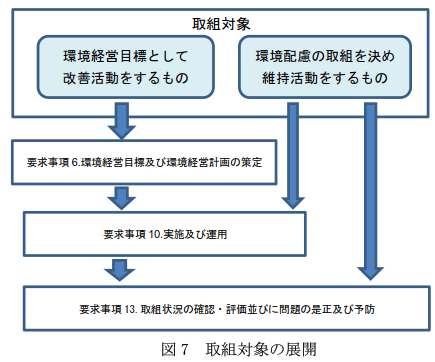 取組対象
環境経営目標として
改善活動をするもの
環境配慮の取組を決め
維持活動をするもの
要求事項 6.環境経営目標及び環境経営計画の策定
要求事項 10.実施及び運用
要求事項 13. 取組状況の確認・評価並びに問題の是正及び予防
図７　取組対象の展開